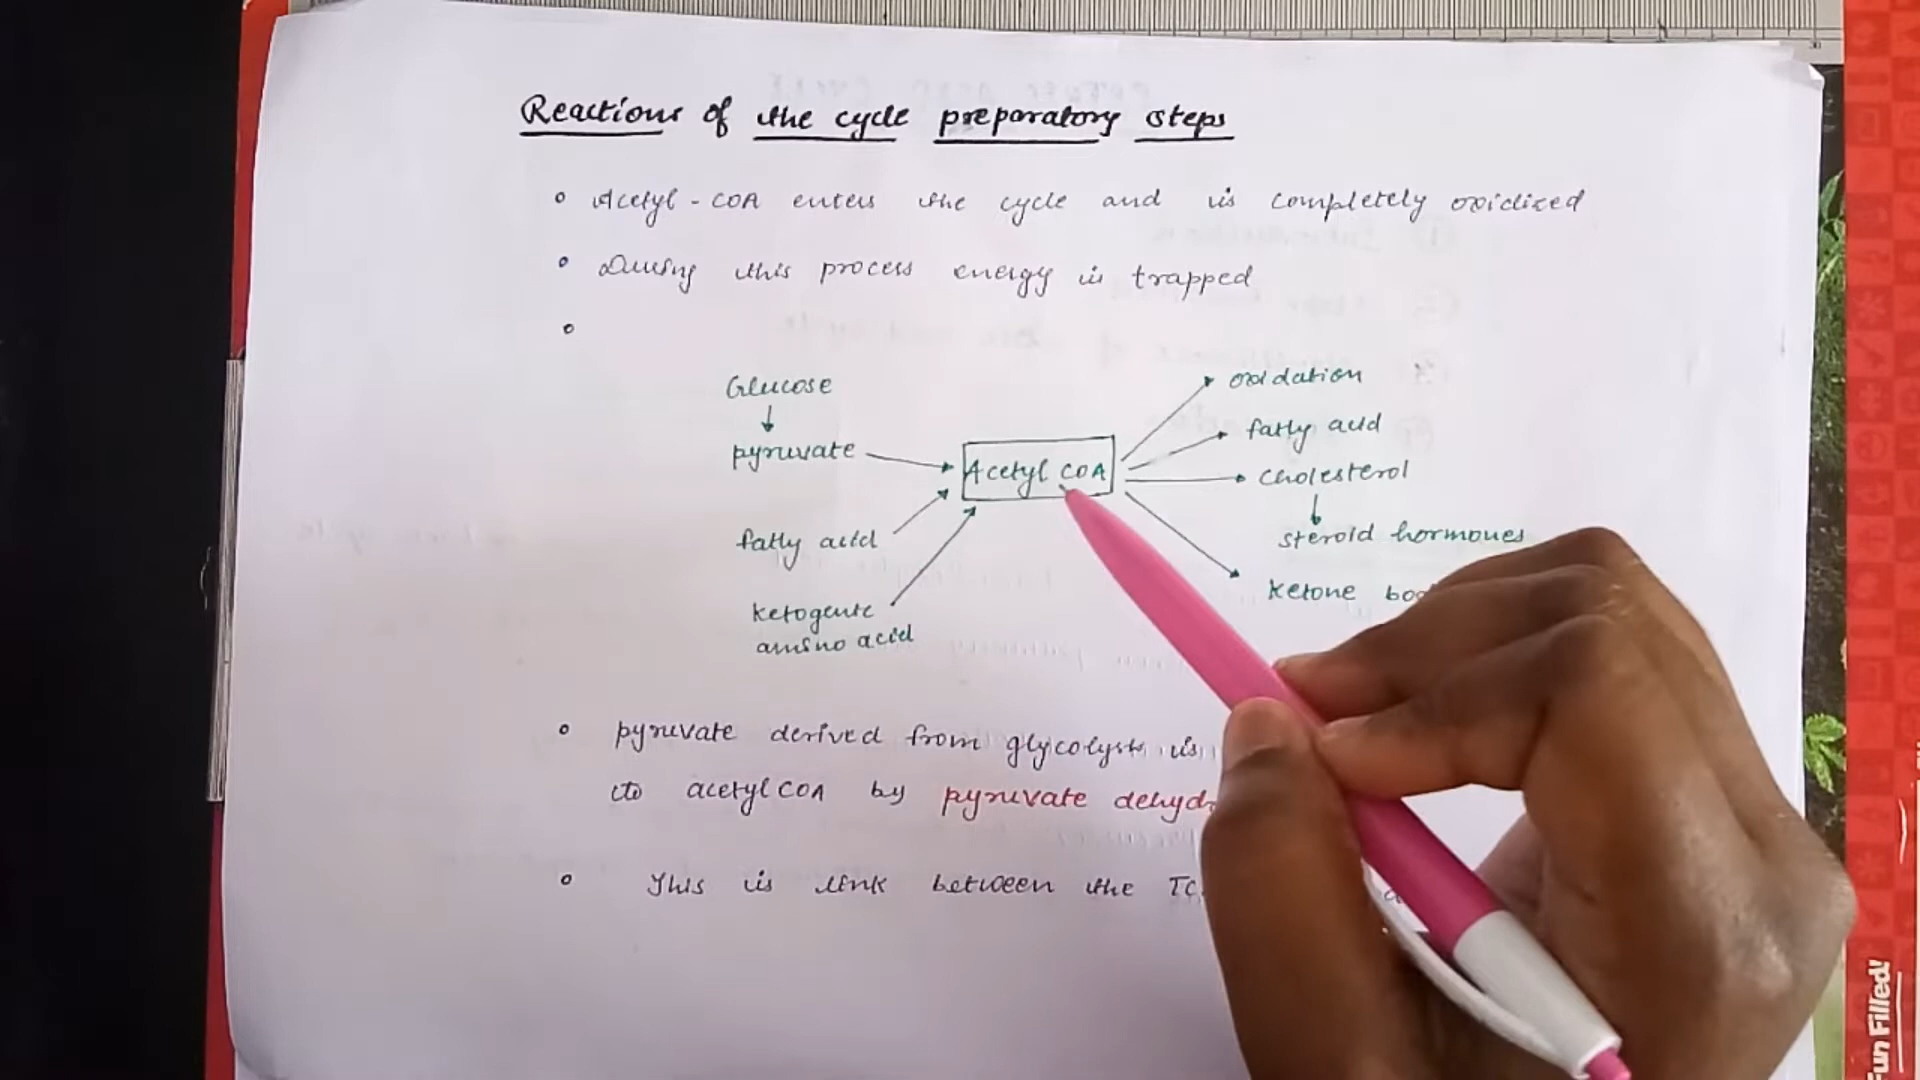 Reactions of the cycle preparatory steps
Acetyl-COA enters the cycle and is completely oxidized
During this process energy is trapped
Glucose
pyruvate
fatty acid
ketogenic
amino acid
Acetyl COA
oxidation
fatty acid
cholesterol
steroid hormones
ketone
pyruvate derived from glycolysis is
to acetyl COA by pyruvate
This is link between the
Fun Filled!
30